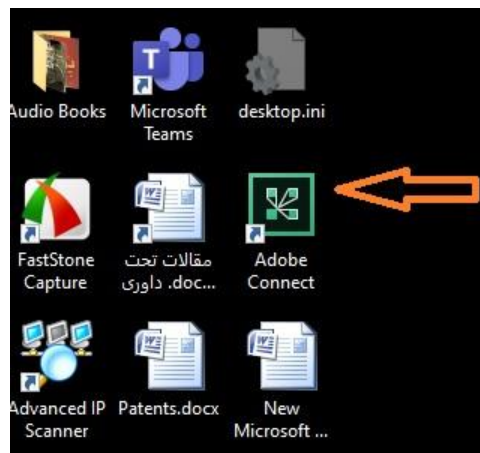 Audio Books
Microsoft
Teams
desktop.ini
FastStone
Capture
مقالات تحت
داوری .doc...
Adobe
Connect
Advanced IP
Scanner
Patents.docx
New
Microsoft ...